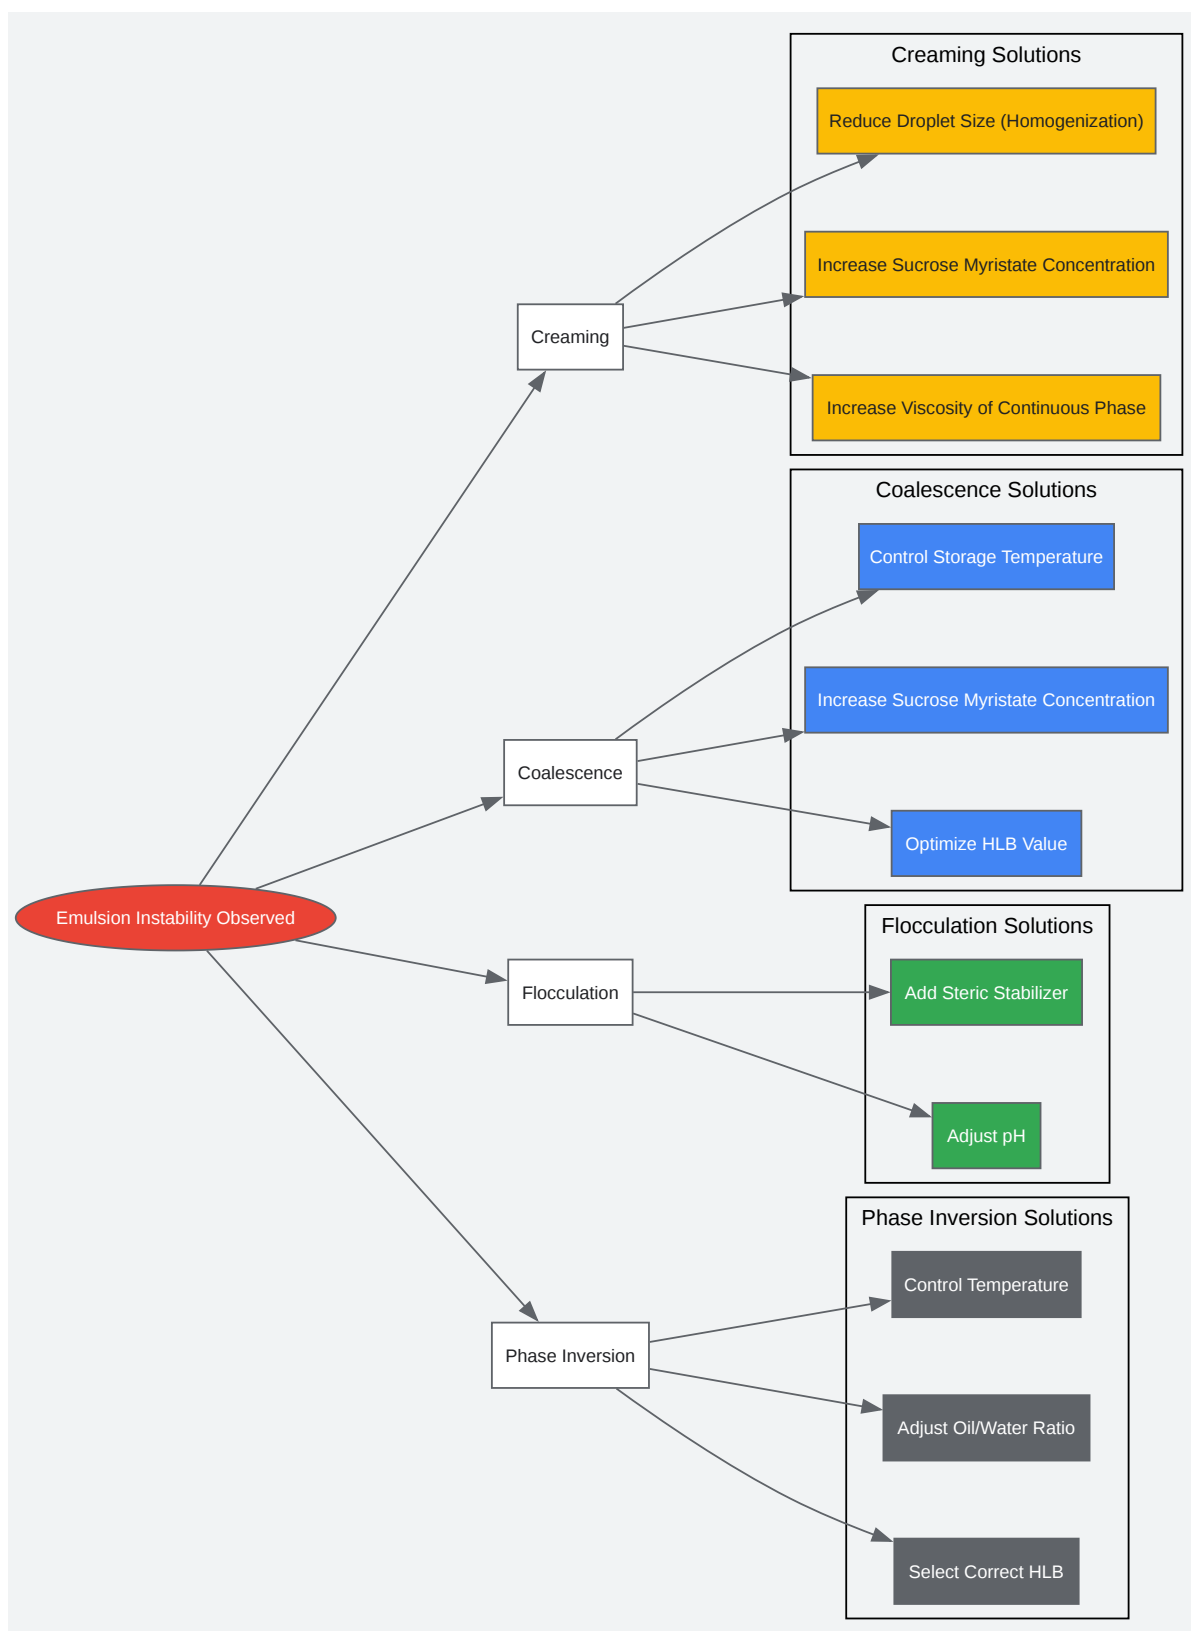 Creaming Solutions
Reduce Droplet Size (Homogenization)
Increase Sucrose Myristate Concentration
Creaming
Increase Viscosity of Continuous Phase
Coalescence Solutions
Control Storage Temperature
Increase Sucrose Myristate Concentration
Coalescence
Optimize HLB Value
Emulsion Instability Observed
Flocculation Solutions
Flocculation
Add Steric Stabilizer
Adjust pH
Phase Inversion Solutions
Control Temperature
Phase Inversion
Adjust Oil/Water Ratio
Select Correct HLB